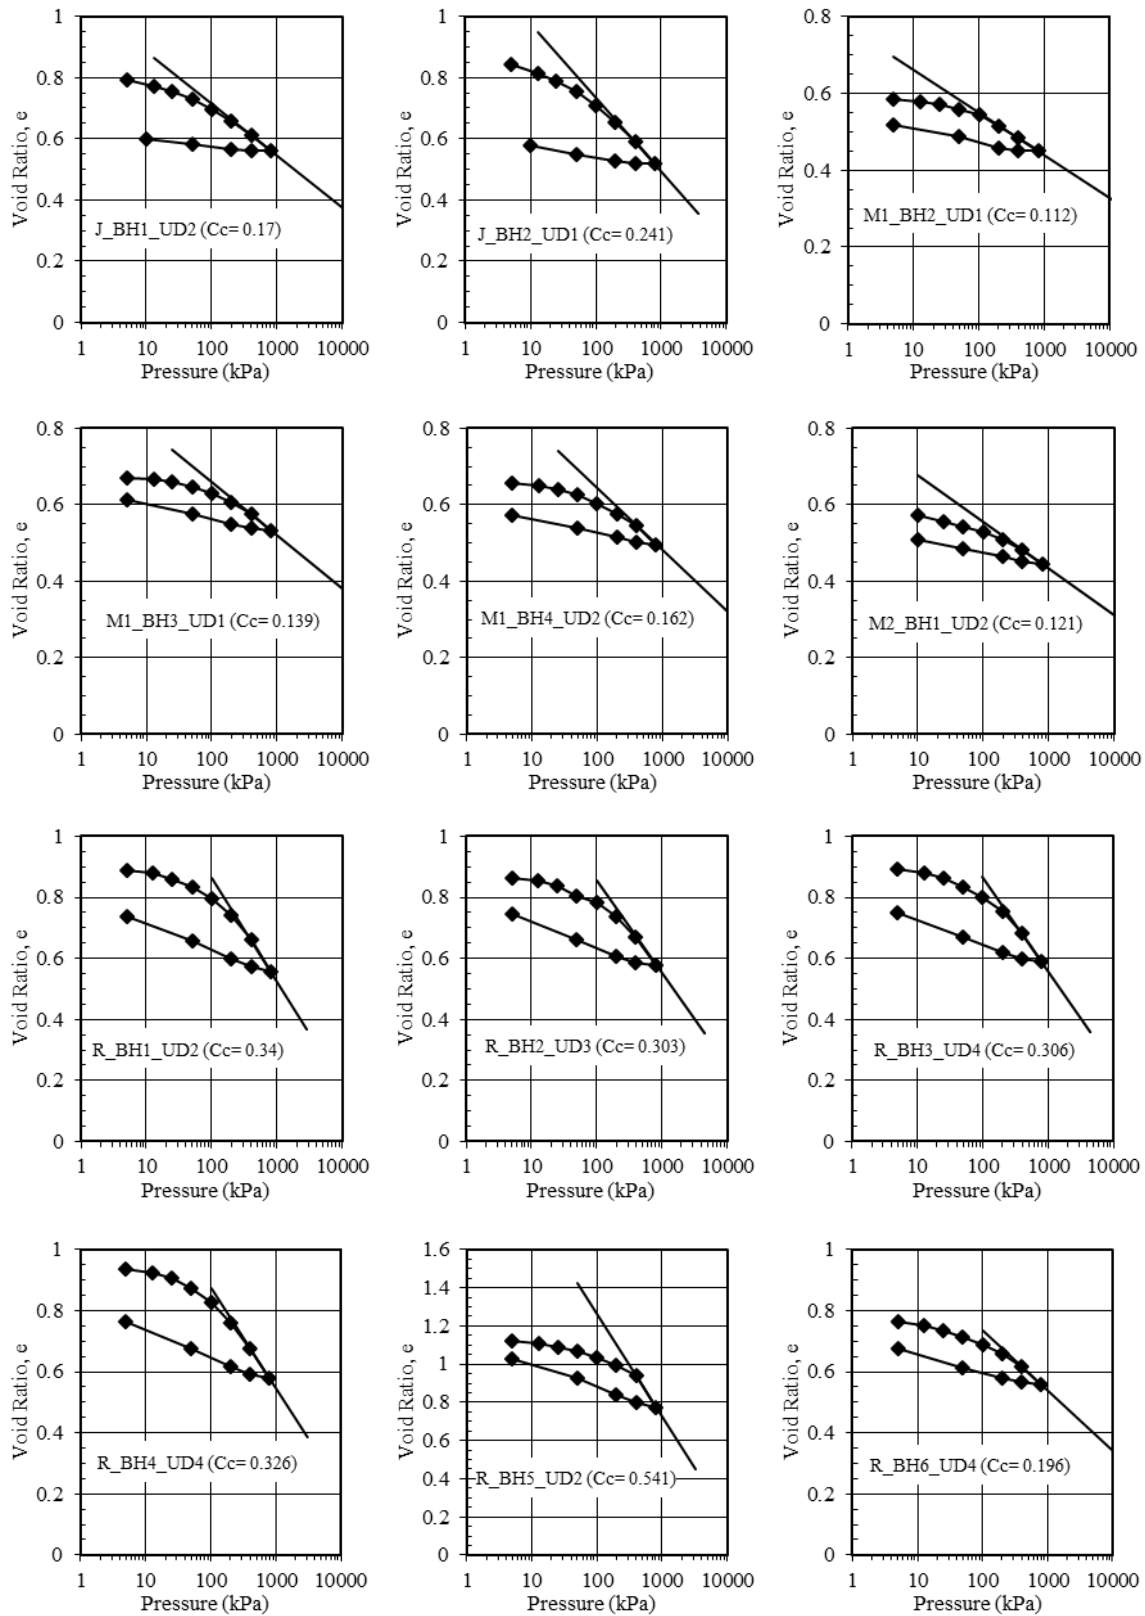 1
0.8
0.6
0.4
0.2
0
Void Ratio, e
J_BH1_UD2 (Cc= 0.17)
1 10 100 1000 10000
Pressure (kPa)
1
0.8
0.6
0.4
0.2
0
Void Ratio, e
J_BH2_UD1 (Cc= 0.241)
1 10 100 1000 10000
Pressure (kPa)
0.8
0.6
0.4
0.2
0
Void Ratio, e
M1_BH2_UD1 (Cc= 0.112)
1 10 100 1000 10000
Pressure (kPa)
0.8
0.6
0.4
0.2
0
Void Ratio, e
M1_BH3_UD1 (Cc= 0.139)
1 10 100 1000 10000
Pressure (kPa)
0.8
0.6
0.4
0.2
0
Void Ratio, e
M1_BH4_UD2 (Cc= 0.162)
1 10 100 1000 10000
Pressure (kPa)
0.8
0.6
0.4
0.2
0
Void Ratio, e
M2_BH1_UD2 (Cc= 0.121)
1 10 100 1000 10000
Pressure (kPa)
1
0.8
0.6
0.4
0.2
0
Void Ratio, e
R_BH1_UD2 (Cc= 0.34)
1 10 100 1000 10000
Pressure (kPa)
1
0.8
0.6
0.4
0.2
0
Void Ratio, e
R_BH2_UD3 (Cc= 0.303)
1 10 100 1000 10000
Pressure (kPa)
1
0.8
0.6
0.4
0.2
0
Void Ratio, e
R_BH3_UD4 (Cc= 0.306)
1 10 100 1000 10000
Pressure (kPa)
1
0.8
0.6
0.4
0.2
0
Void Ratio, e
R_BH4_UD4 (Cc= 0.326)
1 10 100 1000 10000
Pressure (kPa)
1.6
1.4
1.2
1
0.8
0.6
0.4
0.2
0
Void Ratio, e
R_BH5_UD2 (Cc= 0.541)
1 10 100 1000 10000
Pressure (kPa)
1
0.8
0.6
0.4
0.2
0
Void Ratio, e
R_BH6_UD4 (Cc= 0.196)
1 10 100 1000 10000
Pressure (kPa)